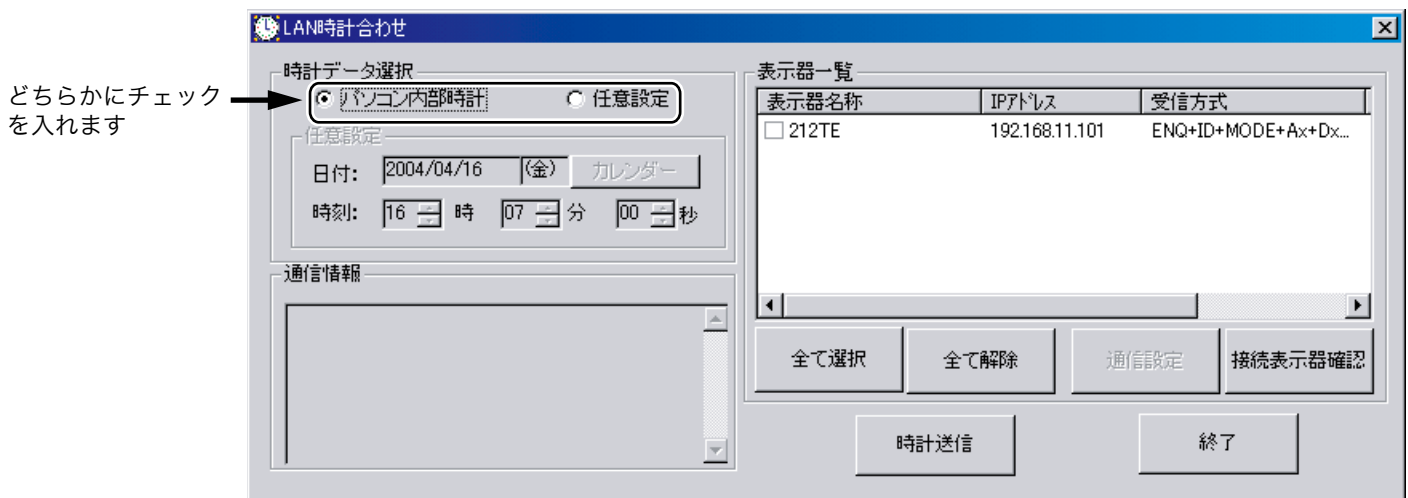 LAN時計合わせ
どちらかにチェック
を入れます
時計データ選択
パソコン内部時計 任意設定
任意設定
日付: 2004/04/16 (金) カレンダー
時刻: 16 時 07 分 00 秒
通信情報
表示器一覧
表示器名称 IPアドレス 受信方式
212TE 192.168.11.101 ENQ+ID+MODE+Ax+Dx...
全て選択 全て解除 通信設定 接続表示器確認
時計送信 終了